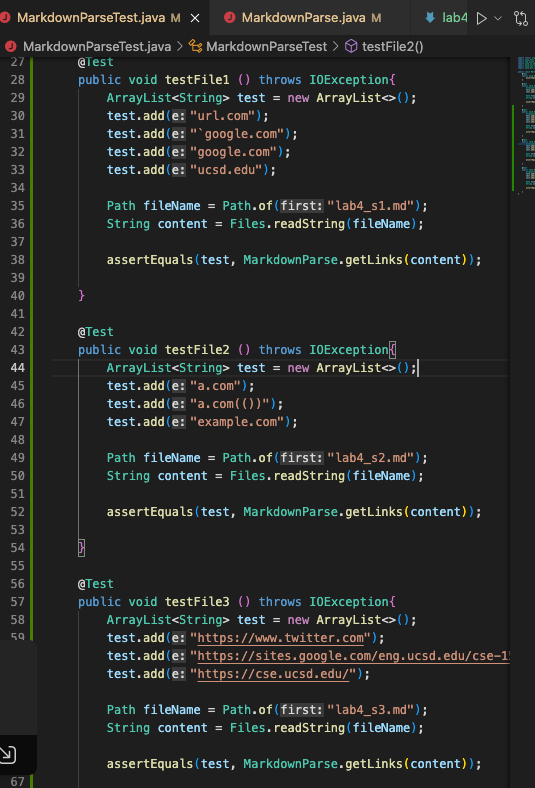 MarkdownParseTest.java M × MarkdownParse.java M lab4
MarkdownParseTest.java > MarkdownParseTest > testFile2()
27 @Test
28 public void testFile1 () throws IOException{
29 ArrayList<String> test = new ArrayList<>();
30 test.add(e: "url.com");
31 test.add(e: "`google.com");
32 test.add(e: "google.com");
33 test.add(e: "ucsd.edu");
34
35 Path fileName = Path.of(first: "lab4_s1.md");
36 String content = Files.readString(fileName);
37
38 assertEquals(test, MarkdownParse.getLinks(content));
39
40 }
41
42 @Test
43 public void testFile2 () throws IOException{
44 ArrayList<String> test = new ArrayList<>();
45 test.add(e: "a.com");
46 test.add(e: "a.com(())");
47 test.add(e: "example.com");
48
49 Path fileName = Path.of(first: "lab4_s2.md");
50 String content = Files.readString(fileName);
51
52 assertEquals(test, MarkdownParse.getLinks(content));
53
54 }
55
56 @Test
57 public void testFile3 () throws IOException{
58 ArrayList<String> test = new ArrayList<>();
59 test.add(e: "https://www.twitter.com");
test.add(e: "https://sites.google.com/eng.ucsd.edu/cse-15
test.add(e: "https://cse.ucsd.edu/");
Path fileName = Path.of(first: "lab4_s3.md");
String content = Files.readString(fileName);
assertEquals(test, MarkdownParse.getLinks(content));
67